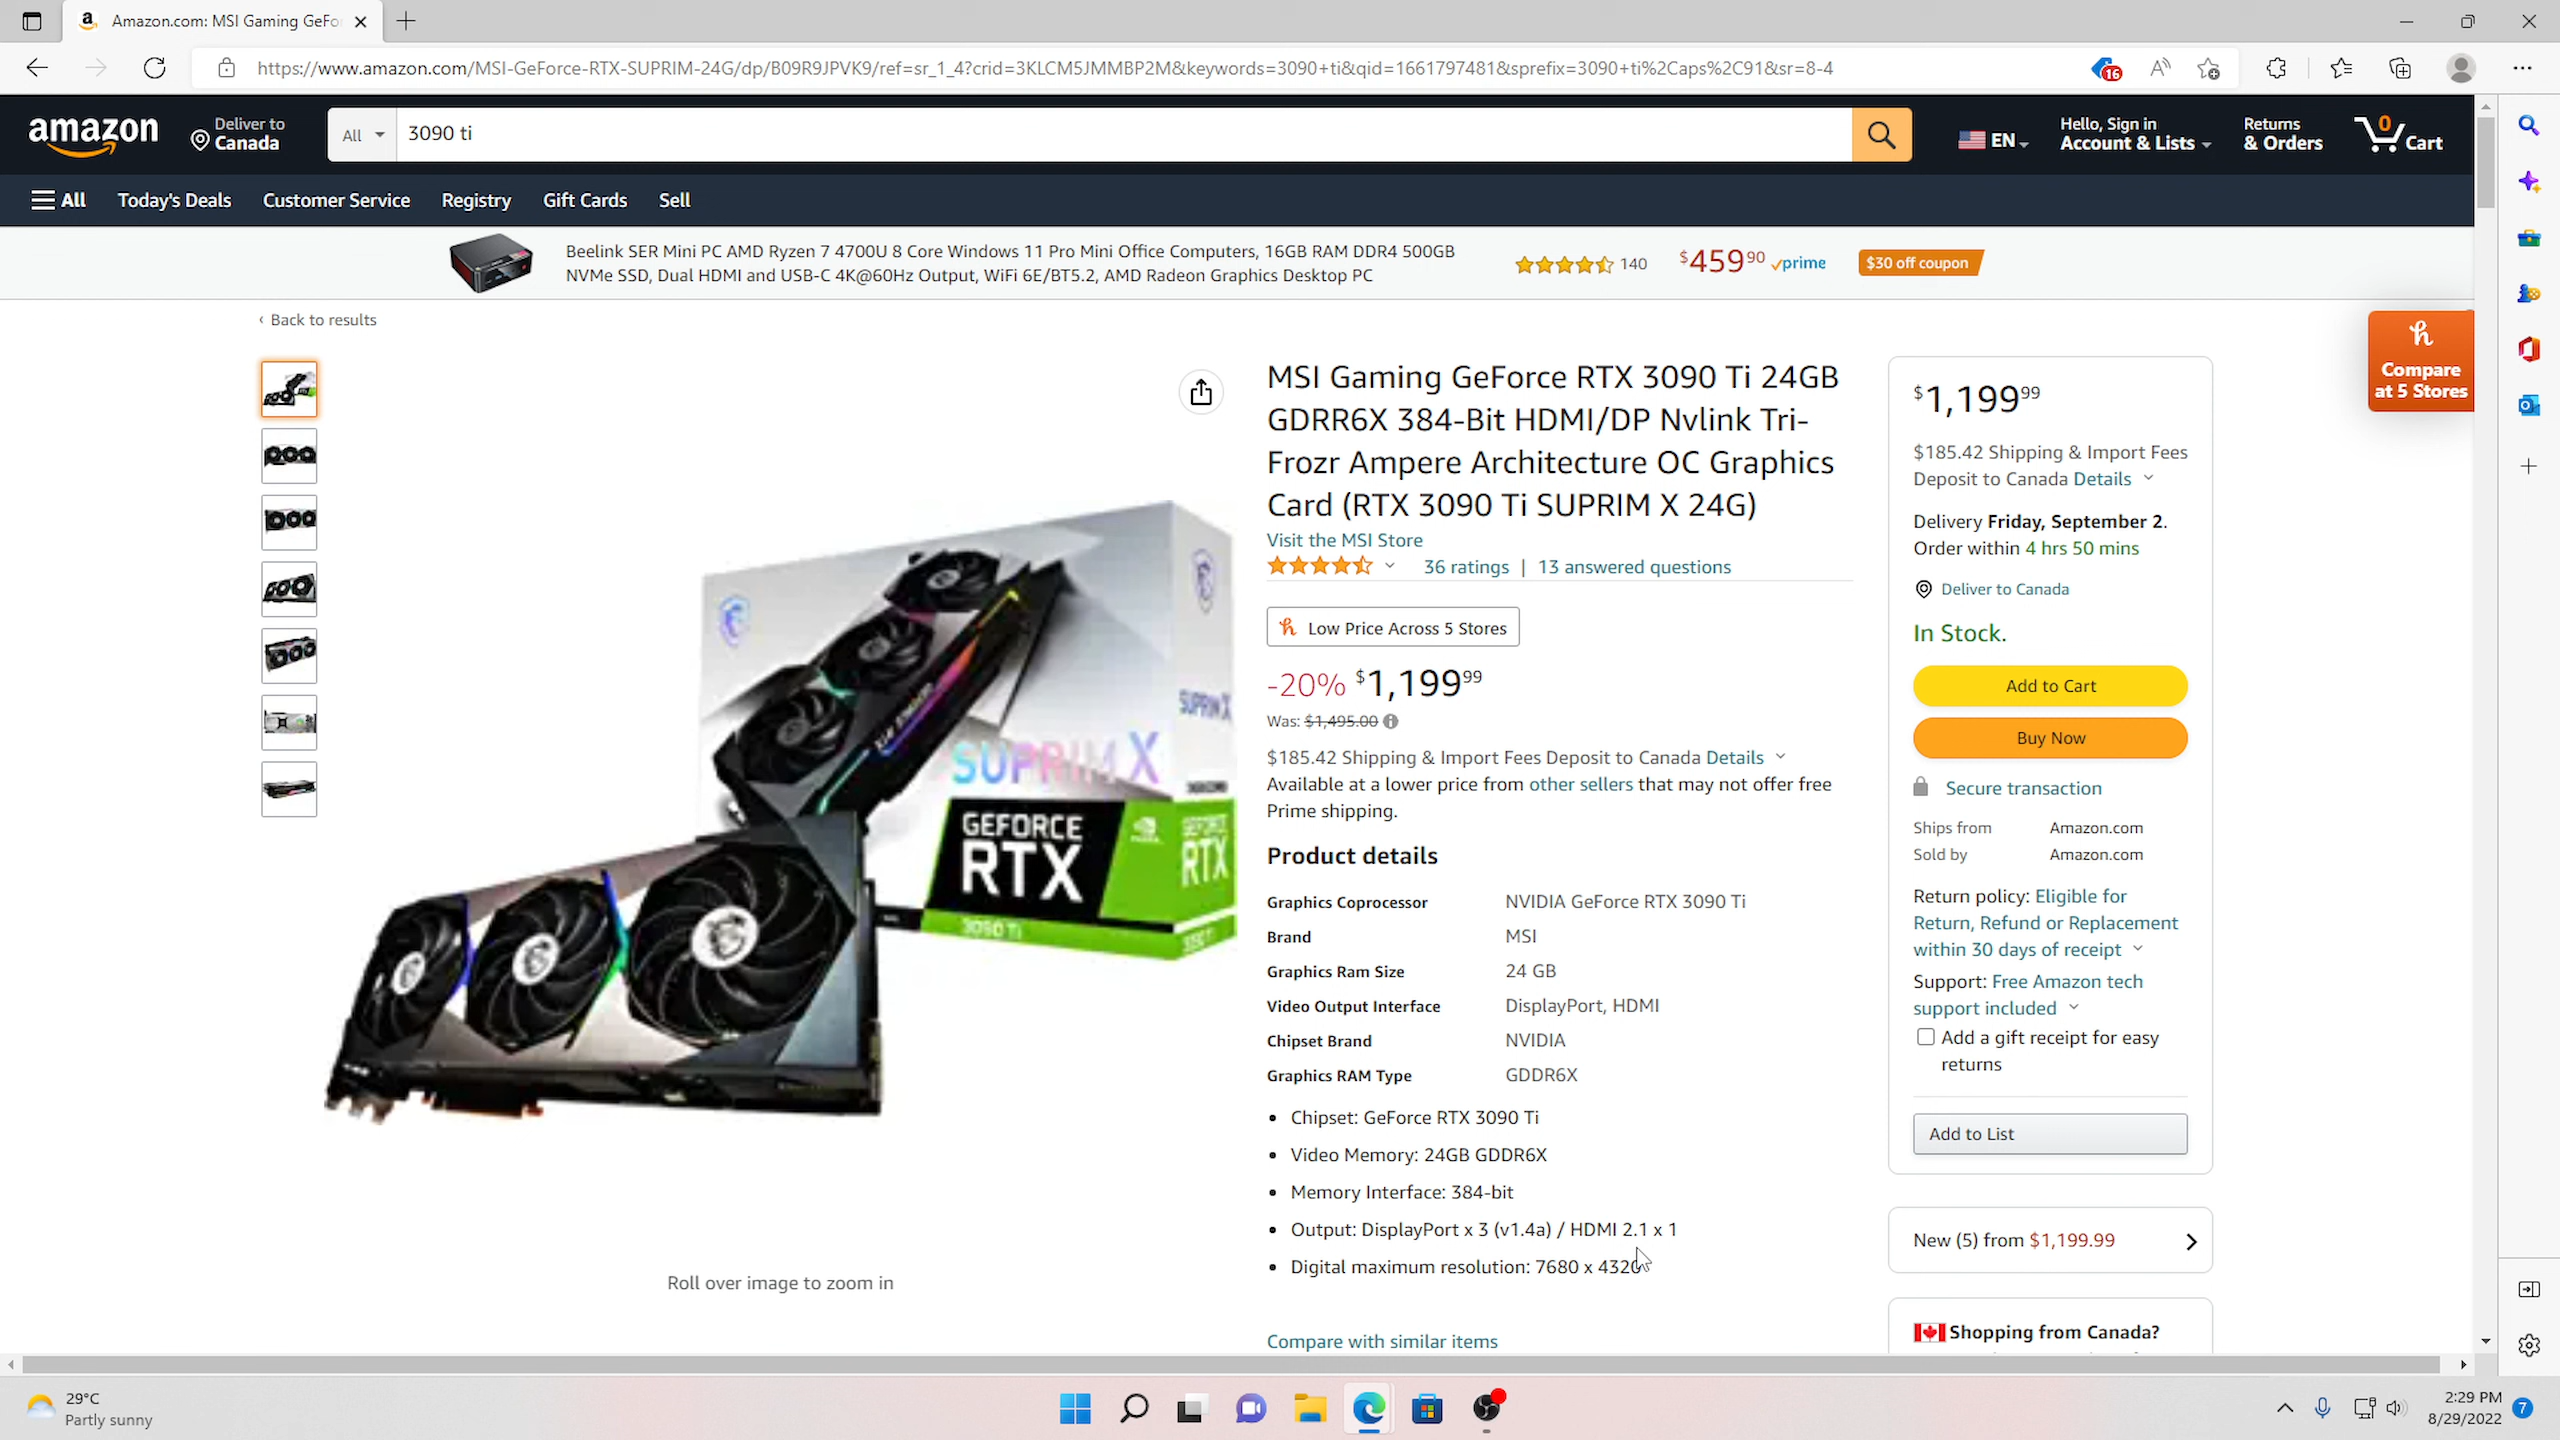 Amazon.com: MSI Gaming GeFo
https://www.amazon.com/MSI-GeForce-RTX-SUPRIM-24G/dp/B09R9JPVK9/ref=sr_1_4?crid=3KLCM5JMMBP2M&keywords=3090+ti&qid=1661797481&sprefix=3090+ti%2Caps%2C91&sr=8-4
16
amazon
Deliver to
Canada
All
3090 ti
EN
Hello, Sign in
Account & Lists
Returns
& Orders
0
Cart
All
Today's Deals
Customer Service
Registry
Gift Cards
Sell
Beelink SER Mini PC AMD Ryzen 7 4700U 8 Core Windows 11 Pro Mini Office Computers, 16GB RAM DDR4 500GB
NVMe SSD, Dual HDMI and USB-C 4K@60Hz Output, WiFi 6E/BT5.2, AMD Radeon Graphics Desktop PC
140
$459 90
prime
$30 off coupon
‹ Back to results
h
Compare
at 5 Stores
SUPRIM X
SUPRIM X
GEFORCE
RTX
3090 Ti
GEFORCE
RTX
Roll over image to zoom in
MSI Gaming GeForce RTX 3090 Ti 24GB
GDRR6X 384-Bit HDMI/DP Nvlink Tri-
Frozr Ampere Architecture OC Graphics
Card (RTX 3090 Ti SUPRIM X 24G)
Visit the MSI Store
36 ratings | 13 answered questions
h Low Price Across 5 Stores
-20% $1,199 99
Was: $1,495.00
$185.42 Shipping & Import Fees Deposit to Canada Details
Available at a lower price from other sellers that may not offer free
Prime shipping.
Product details
Graphics Coprocessor NVIDIA GeForce RTX 3090 Ti
Brand MSI
Graphics Ram Size 24 GB
Video Output Interface DisplayPort, HDMI
Chipset Brand NVIDIA
Graphics RAM Type GDDR6X
• Chipset: GeForce RTX 3090 Ti
• Video Memory: 24GB GDDR6X
• Memory Interface: 384-bit
• Output: DisplayPort x 3 (v1.4a) / HDMI 2.1 x 1
• Digital maximum resolution: 7680 x 4320
Compare with similar items
$1,199 99
$185.42 Shipping & Import Fees
Deposit to Canada Details
Delivery Friday, September 2.
Order within 4 hrs 50 mins
Deliver to Canada
In Stock.
Add to Cart
Buy Now
Secure transaction
Ships from Amazon.com
Sold by Amazon.com
Return policy: Eligible for
Return, Refund or Replacement
within 30 days of receipt
Support: Free Amazon tech
support included
Add a gift receipt for easy
returns
Add to List
New (5) from $1,199.99
Shopping from Canada?
29°C
Partly sunny
2:29 PM
8/29/2022
7